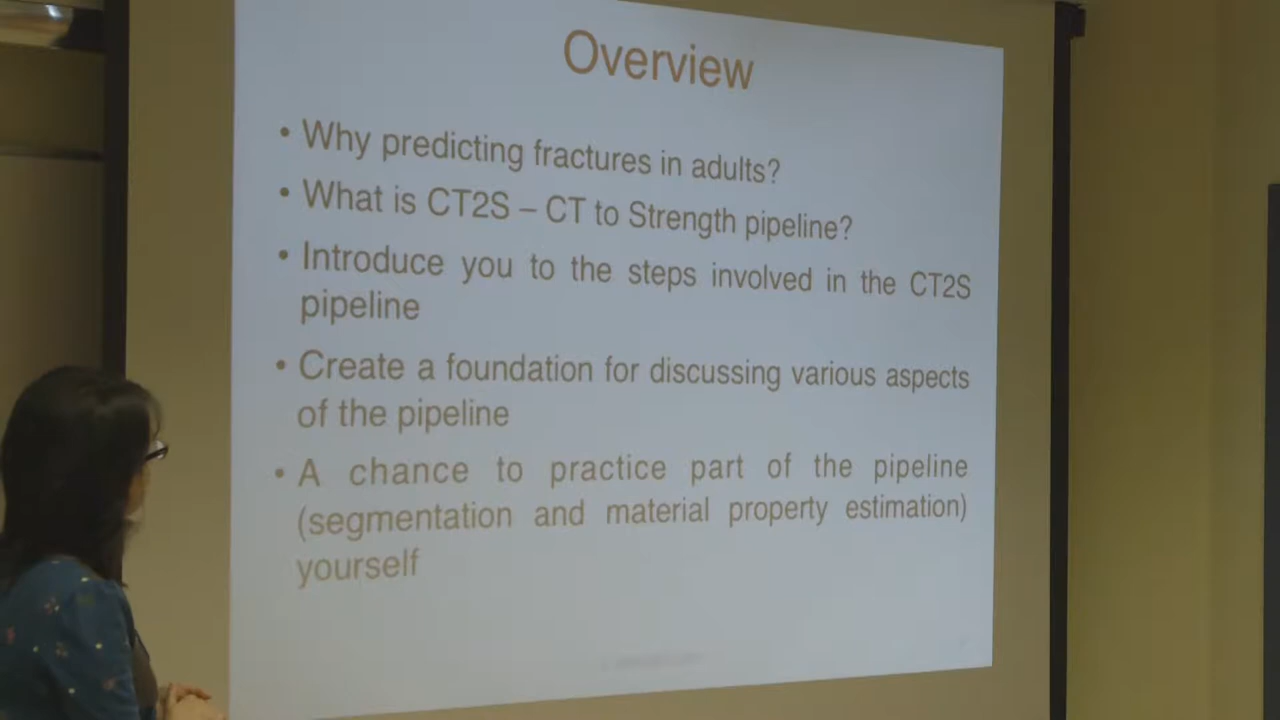 Overview
• Why predicting fractures in adults?
• What is CT2S – CT to Strength pipeline?
• Introduce you to the steps involved in the CT2S
pipeline
• Create a foundation for discussing various aspects
of the pipeline
• A chance to practice part of the pipeline
(segmentation and material property estimation)
yourself